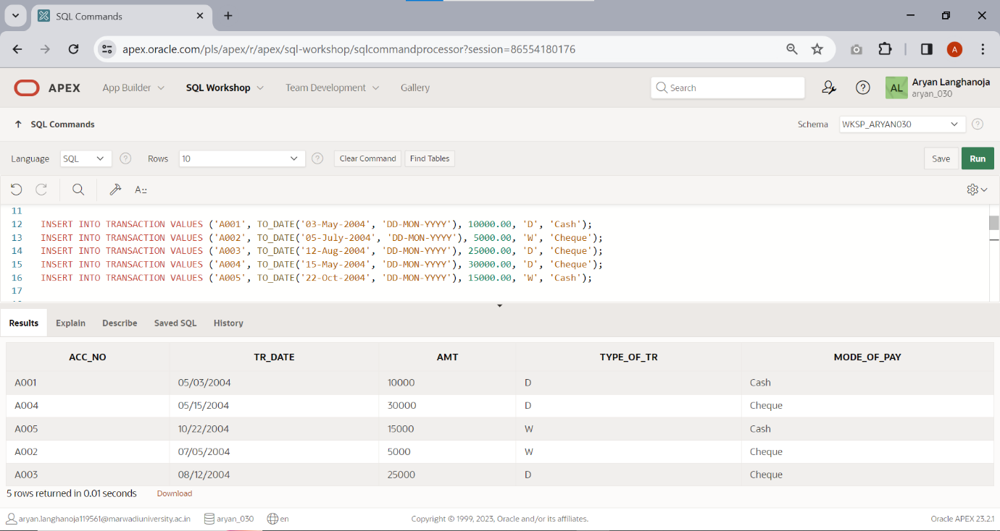 SQL Commands
apex.oracle.com/pls/apex/r/apex/sql-workshop/sqlcommandprocessor?session=86554180176
A
APEX App Builder SQL Workshop Team Development Gallery Search AL Aryan Langhanoja
aryan_030
SQL Commands Schema WKSP_ARYAN030
Language SQL Rows 10 Clear Command Find Tables Save Run
A::
11
12 INSERT INTO TRANSACTION VALUES ('A001', TO_DATE('03-May-2004', 'DD-MON-YYYY'), 10000.00, 'D', 'Cash');
13 INSERT INTO TRANSACTION VALUES ('A002', TO_DATE('05-July-2004', 'DD-MON-YYYY'), 5000.00, 'W', 'Cheque');
14 INSERT INTO TRANSACTION VALUES ('A003', TO_DATE('12-Aug-2004', 'DD-MON-YYYY'), 25000.00, 'D', 'Cheque');
15 INSERT INTO TRANSACTION VALUES ('A004', TO_DATE('15-May-2004', 'DD-MON-YYYY'), 30000.00, 'D', 'Cheque');
16 INSERT INTO TRANSACTION VALUES ('A005', TO_DATE('22-Oct-2004', 'DD-MON-YYYY'), 15000.00, 'W', 'Cash');
17
Results Explain Describe Saved SQL History
ACC_NO TR_DATE AMT TYPE_OF_TR MODE_OF_PAY
A001 05/03/2004 10000 D Cash
A004 05/15/2004 30000 D Cheque
A005 10/22/2004 15000 W Cash
A002 07/05/2004 5000 W Cheque
A003 08/12/2004 25000 D Cheque
5 rows returned in 0.01 seconds Download
aryan.langhanoja119561@marwadiuniversity.ac.in aryan_030 en Copyright © 1999, 2023, Oracle and/or its affiliates. Oracle APEX 23.2.1